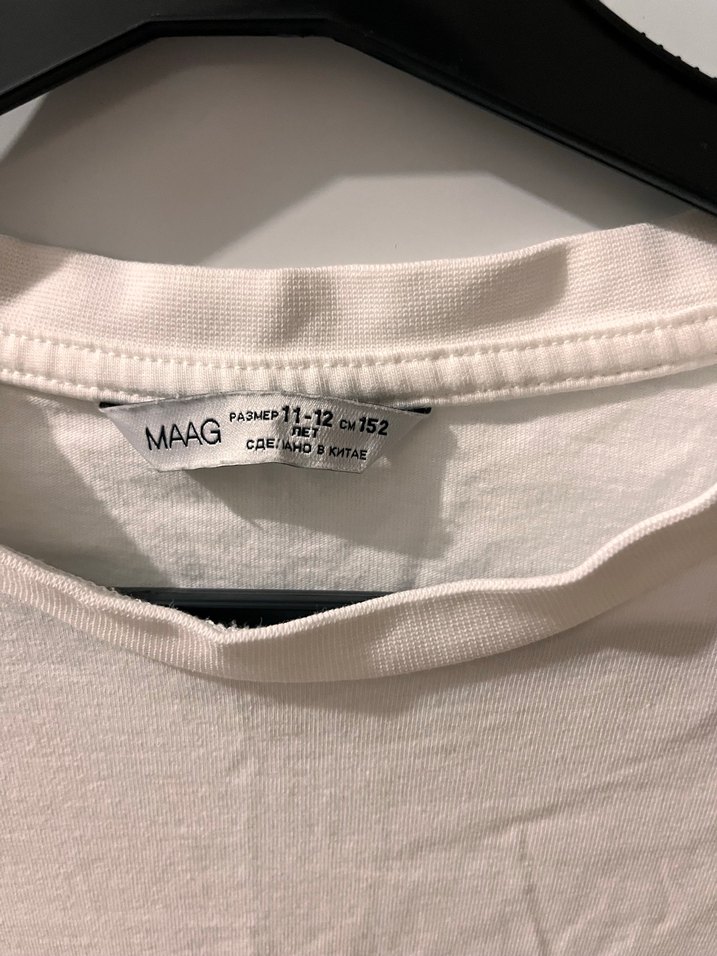 MAAG
РАЗМЕР 11-12 СМ 152
ЛЕТ
СДЕЛАНО В КИТАЕ